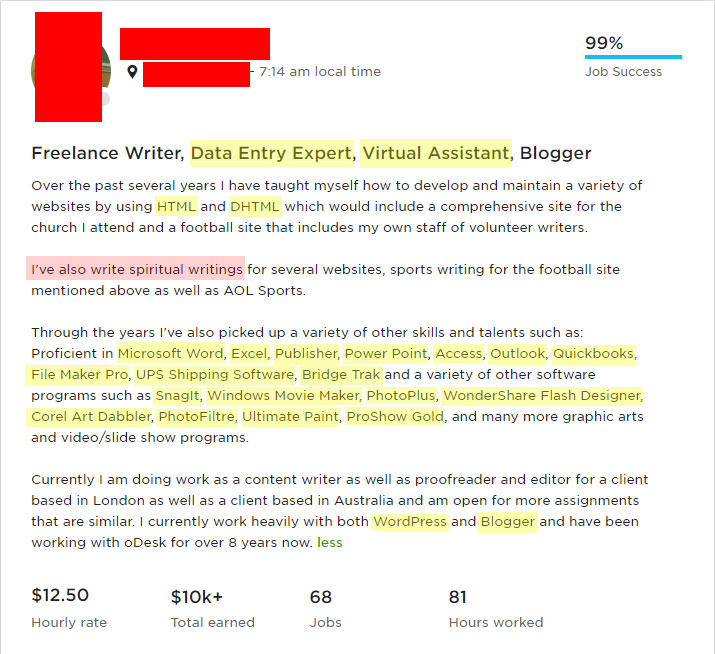 99%
- 7:14 am local time
Job Success
Freelance Writer, Data Entry Expert, Virtual Assistant, Blogger
Over the past several years I have taught myself how to develop and maintain a variety of
websites by using HTML and DHTML which would include a comprehensive site for the
church I attend and a football site that includes my own staff of volunteer writers.
I've also write spiritual writings for several websites, sports writing for the football site
mentioned above as well as AOL Sports.
Through the years I've also picked up a variety of other skills and talents such as:
Proficient in Microsoft Word, Excel, Publisher, Power Point, Access, Outlook, Quickbooks,
File Maker Pro, UPS Shipping Software, Bridge Trak and a variety of other software
programs such as SnagIt, Windows Movie Maker, PhotoPlus, WonderShare Flash Designer,
Corel Art Dabbler, PhotoFiltre, Ultimate Paint, ProShow Gold, and many more graphic arts
and video/slide show programs.
Currently I am doing work as a content writer as well as proofreader and editor for a client
based in London as well as a client based in Australia and am open for more assignments
that are similar. I currently work heavily with both WordPress and Blogger and have been
working with oDesk for over 8 years now. less
$12.50 $10k+ 68 81
Hourly rate Total earned Jobs Hours worked